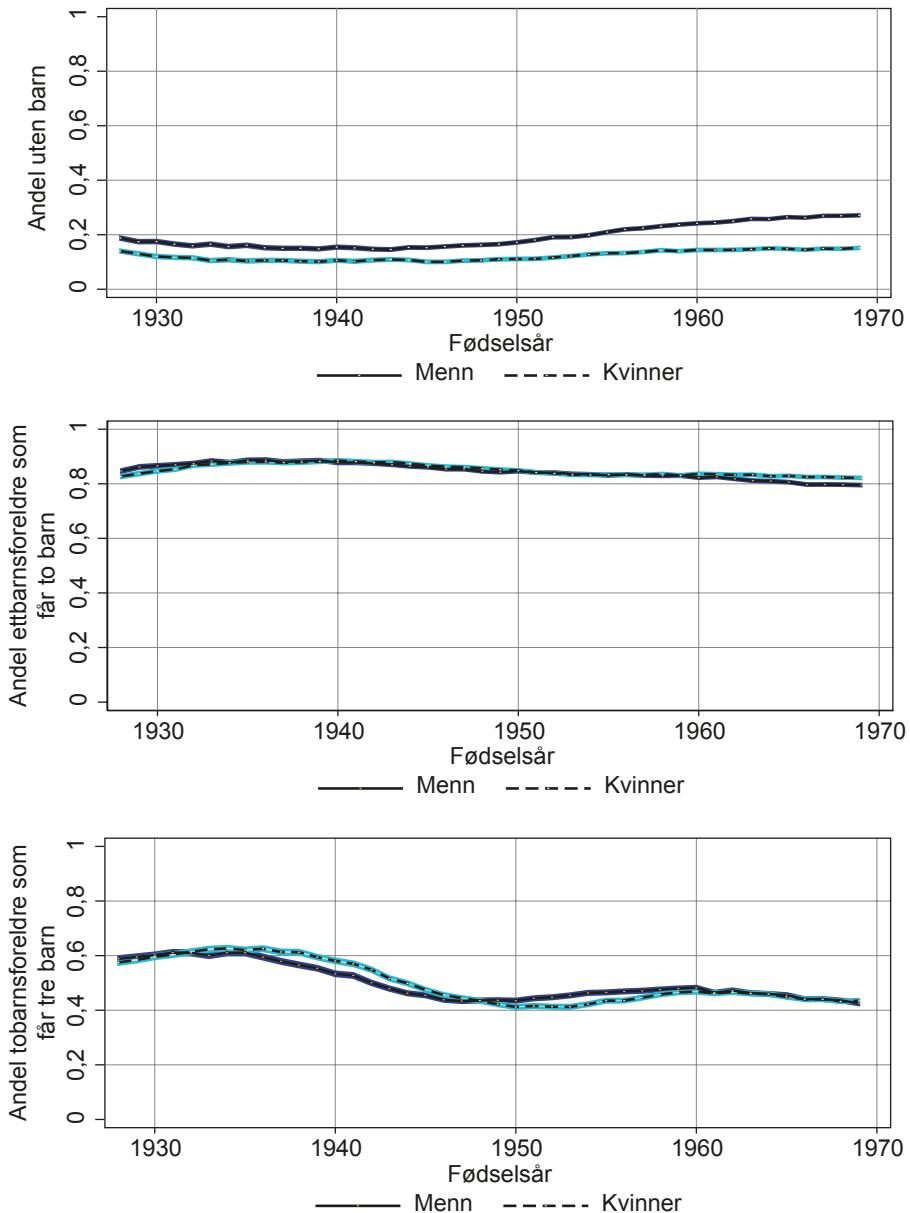 Andel uten barn
1
0,8
0,6
0,4
0,2
0
1930 1940 1950 1960 1970
Fødselsår
Menn Kvinner
Andel ettbarnsforeldre som
får to barn
1
0,8
0,6
0,4
0,2
0
1930 1940 1950 1960 1970
Fødselsår
Menn Kvinner
Andel tobarnsforeldre som
får tre barn
1
0,8
0,6
0,4
0,2
0
1930 1940 1950 1960 1970
Fødselsår
Menn Kvinner